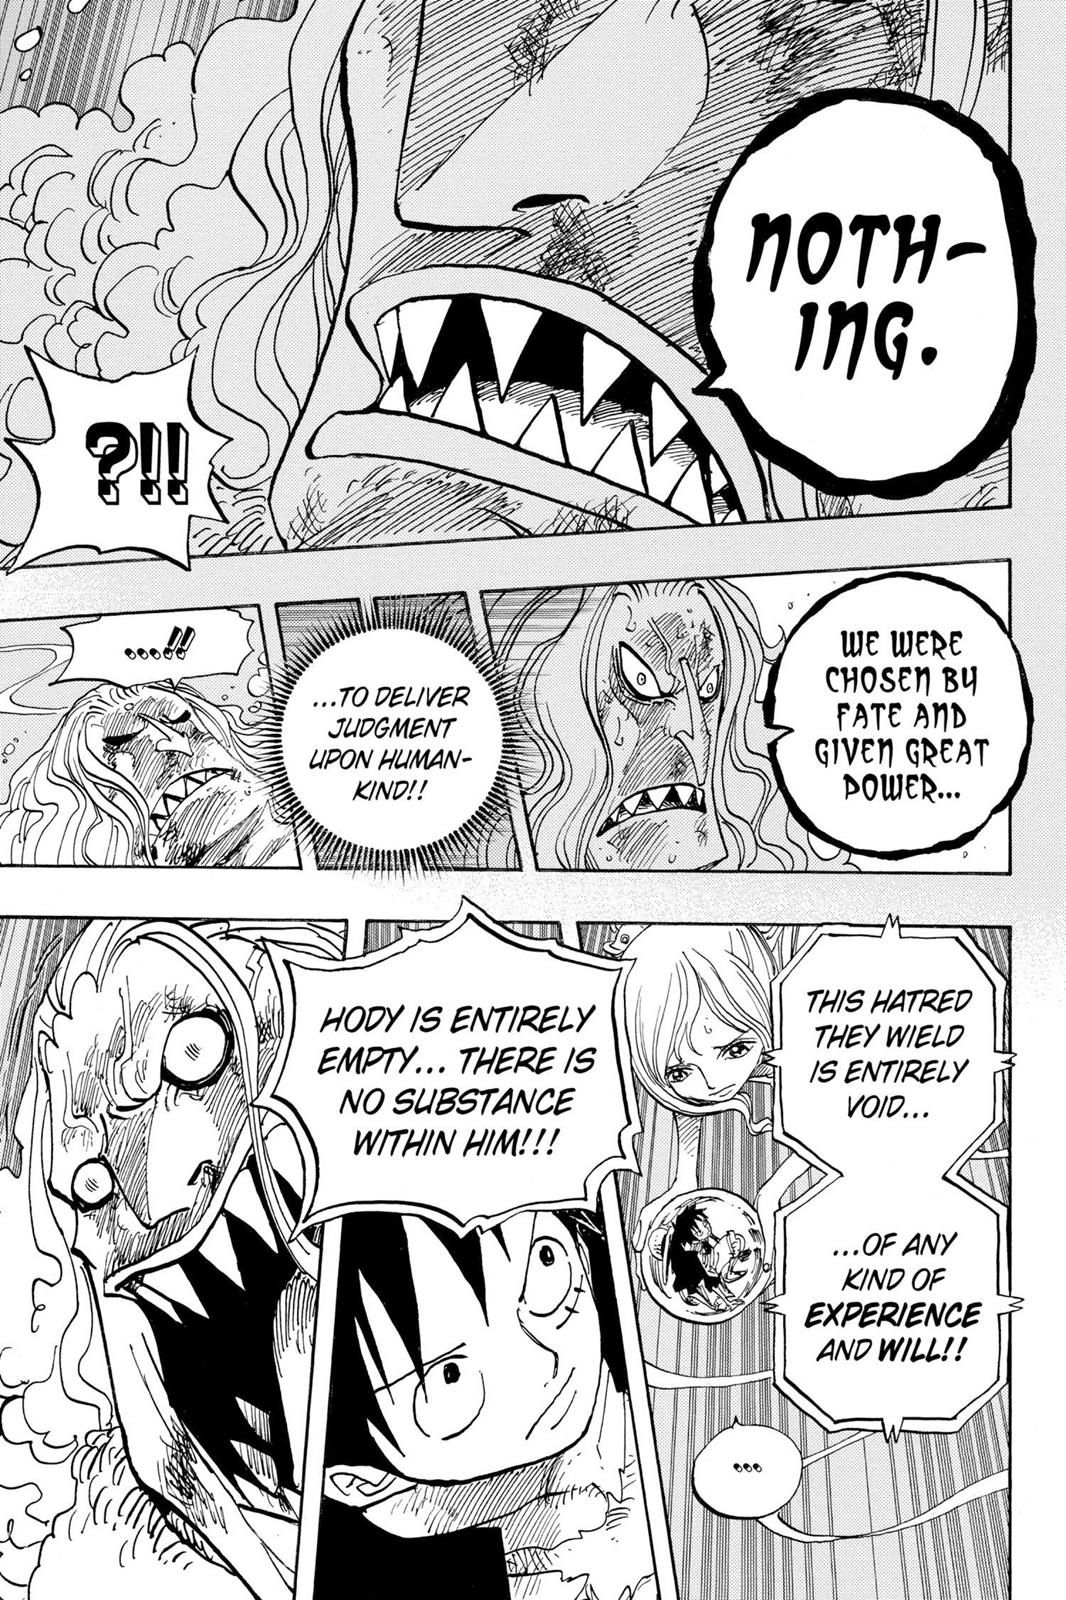 NOTH-
ING.
?!!
WE WERE
CHOSEN BY
FATE AND
GIVEN GREAT
POWER...
...TO DELIVER
JUDGMENT
UPON HUMAN-
KIND!!
...!!
THIS HATRED
THEY WIELD
IS ENTIRELY
VOID...
...OF ANY
KIND OF
EXPERIENCE
AND WILL!!
...
HODY IS ENTIRELY
EMPTY... THERE IS
NO SUBSTANCE
WITHIN HIM!!!